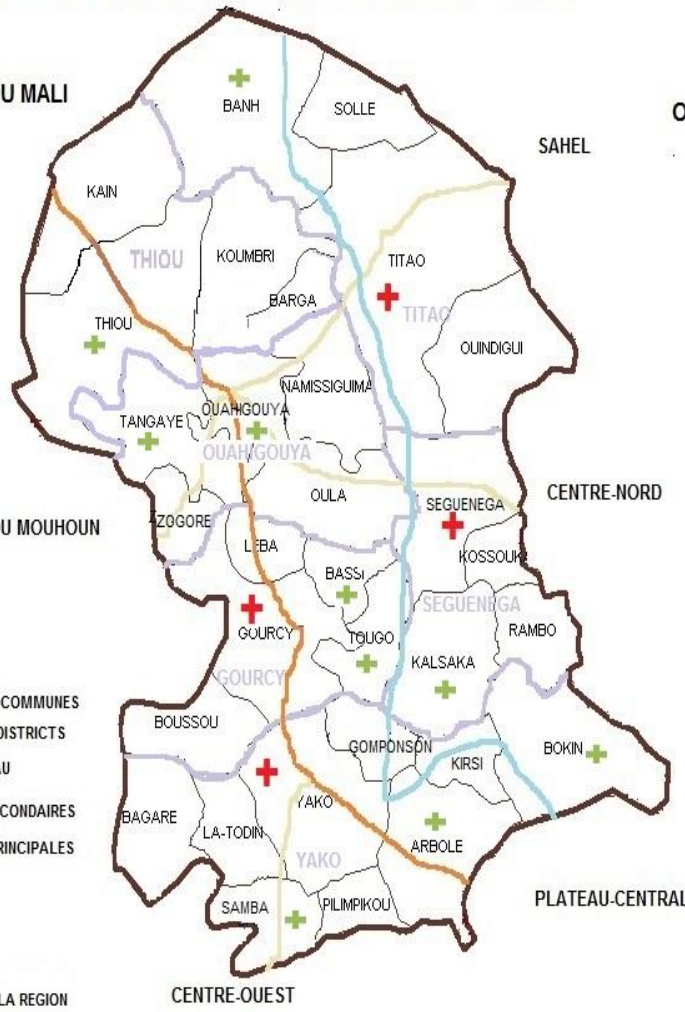 U MALI
O
BANH
SOLLE
SAHEL
KAIN
THIOU
KOUMBRI
TITAO
BARGA
TITAO
THIOU
OUINDIGUI
NAMISSIGUIMA
OUAHIGOUYA
TANGAYE
OUAHIGOUYA
CENTRE-NORD
OULA
SEGUENEGA
ZOGORE
U MOUHOUN
LEBA
KOSSOUK
BASSI
SEGUENEGA
GOURCY
TOUGO
RAMBO
KALSAKA
GOURCY
COMMUNES
BOUSSOU
DISTRICTS
GOMPONSON
BOKIN
KIRSI
AU
YAKO
CONDAIRES
BAGARE
LA-TODIN
ARBOLE
RINCIPALES
YAKO
PLATEAU-CENTRAL
SAMBA
PILIMPIKOU
CENTRE-OUEST
LA REGION